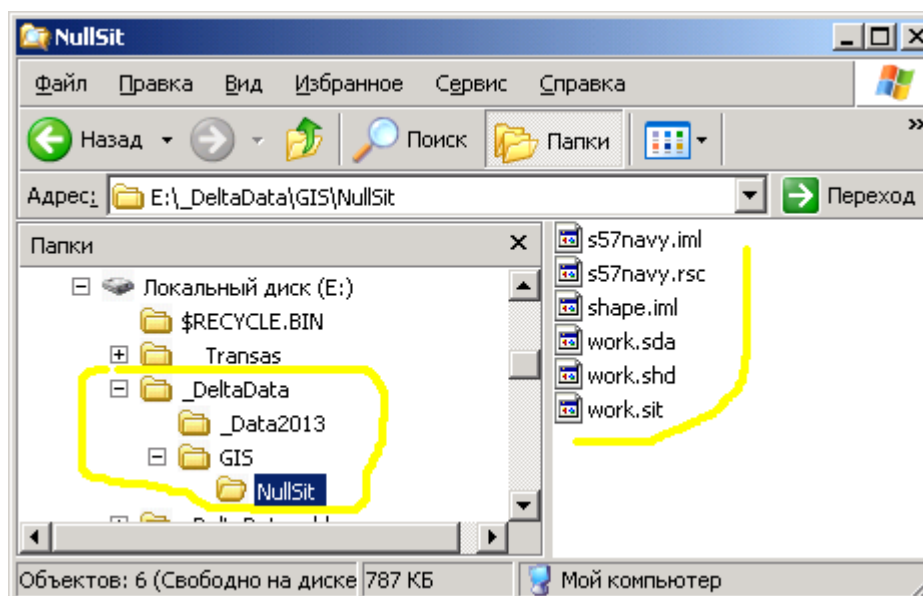 NullSit
Файл Правка Вид Избранное Сервис Справка
Назад Поиск Папки
Адрес: E:\_DeltaData\GIS\NullSit Переход
Папки
Локальный диск (E:)
$RECYCLE.BIN
Transas
_DeltaData
_Data2013
GIS
NullSit
s57navy.iml
s57navy.rsc
shape.iml
work.sda
work.shd
work.sit
Объектов: 6 (Свободно на диске 787 КБ Мой компьютер